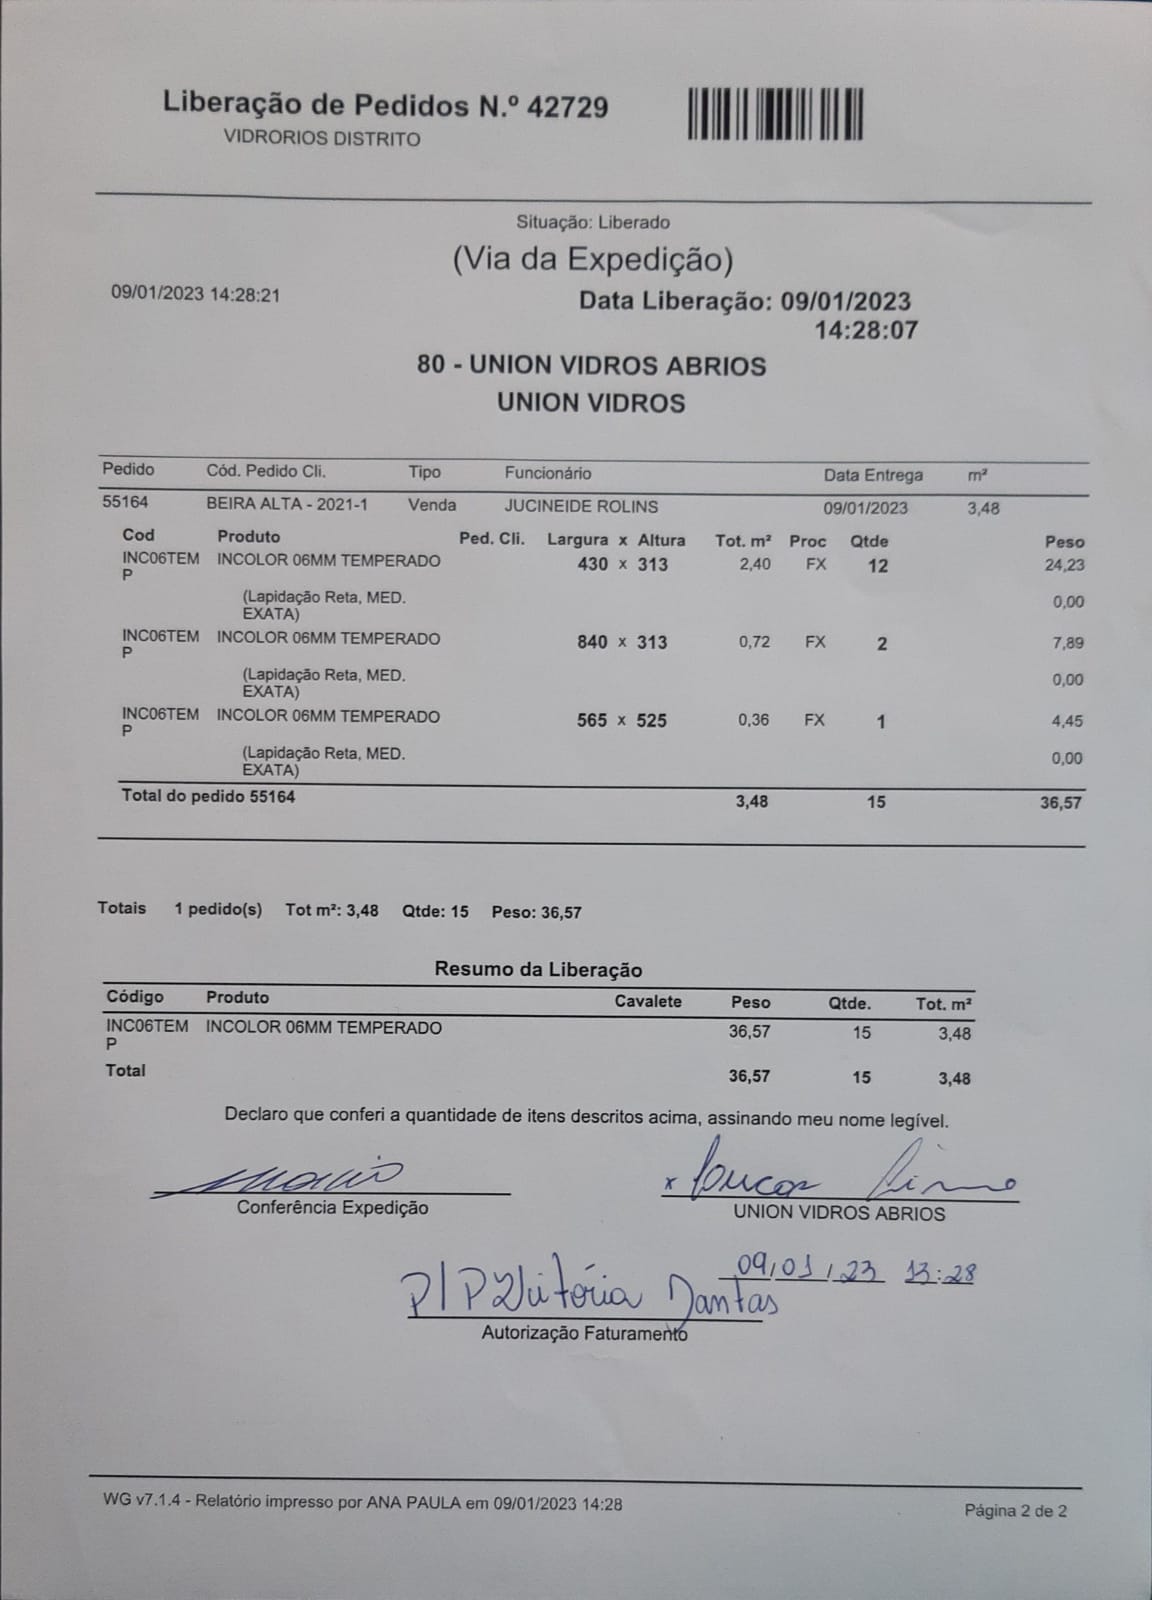 Liberação de Pedidos N.º 42729
VIDRORIOS DISTRITO
Situação: Liberado
(Via da Expedição)
09/01/2023 14:28:21
Data Liberação: 09/01/2023
14:28:07
80 - UNION VIDROS ABRIOS
UNION VIDROS
Pedido Cód. Pedido Cli. Tipo Funcionário Data Entrega m²
55164 BEIRA ALTA - 2021-1 Venda JUCINEIDE ROLINS 09/01/2023 3,48
Cod Produto Ped. Cli. Largura x Altura Tot. m² Proc Qtde Peso
INC06TEM INCOLOR 06MM TEMPERADO 430 x 313 2,40 FX 12 24,23
P
(Lapidação Reta, MED. 0,00
EXATA)
INC06TEM INCOLOR 06MM TEMPERADO 840 x 313 0,72 FX 2 7,89
P
(Lapidação Reta, MED. 0,00
EXATA)
INC06TEM INCOLOR 06MM TEMPERADO 565 x 525 0,36 FX 1 4,45
P
(Lapidação Reta, MED. 0,00
EXATA)
Total do pedido 55164 3,48 15 36,57
Totais 1 pedido(s) Tot m²: 3,48 Qtde: 15 Peso: 36,57
Resumo da Liberação
Código Produto Cavalete Peso Qtde. Tot. m²
INC06TEM INCOLOR 06MM TEMPERADO 36,57 15 3,48
P
Total 36,57 15 3,48
Declaro que conferi a quantidade de itens descritos acima, assinando meu nome legível.
x
Conferência Expedição
UNION VIDROS ABRIOS
09/01/23 13:28
Vitória Dantas
Autorização Faturamento
WG v7.1.4 - Relatório impresso por ANA PAULA em 09/01/2023 14:28
Página 2 de 2